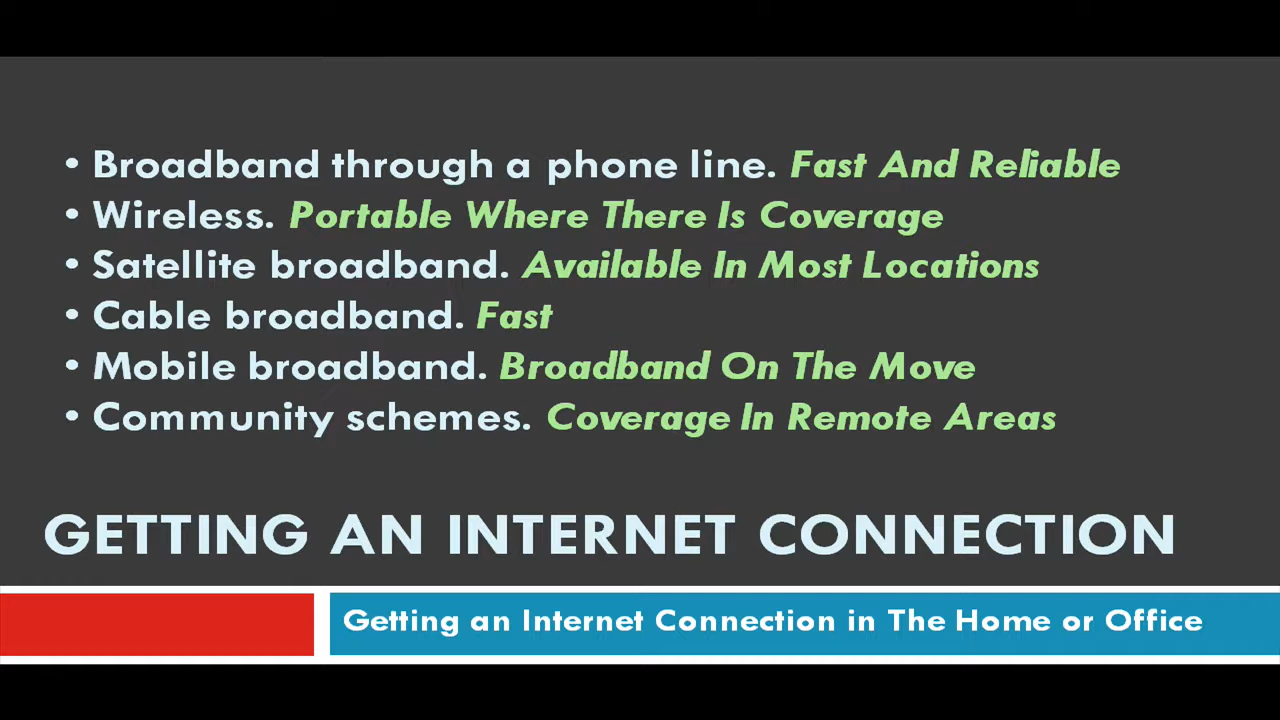 • Broadband through a phone line. Fast And Reliable
• Wireless. Portable Where There Is Coverage
• Satellite broadband. Available In Most Locations
• Cable broadband. Fast
• Mobile broadband. Broadband On The Move
• Community schemes. Coverage In Remote Areas
GETTING AN INTERNET CONNECTION
Getting an Internet Connection in The Home or Office